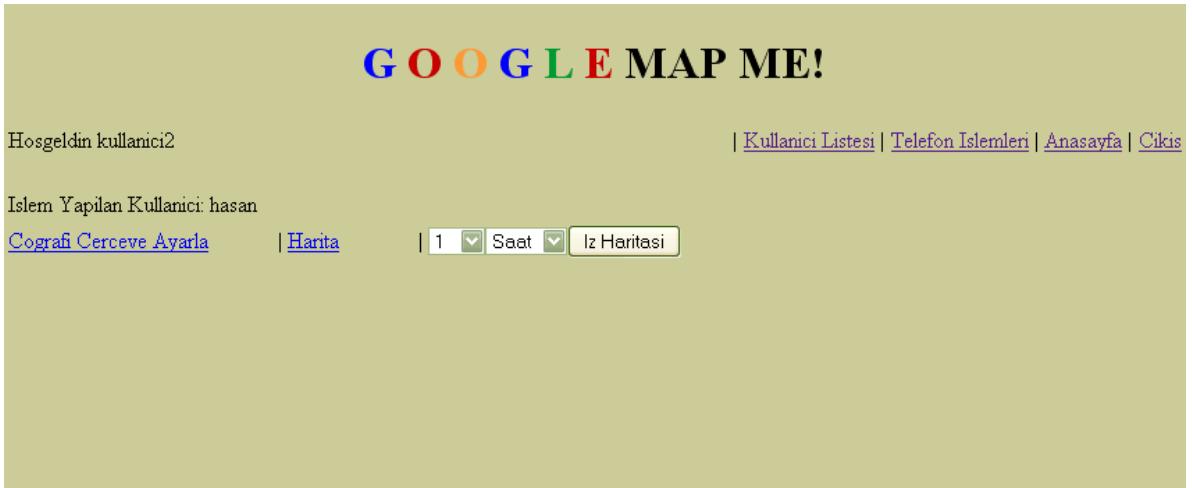 G O O G L E MAP ME!
Hosgeldin kullanici2 | Kullanici Listesi | Telefon Islemleri | Anasayfa | Cikis
Islem Yapilan Kullanici: hasan
Cografi Cerceve Ayarla | Harita | 1 Saat Iz Haritasi